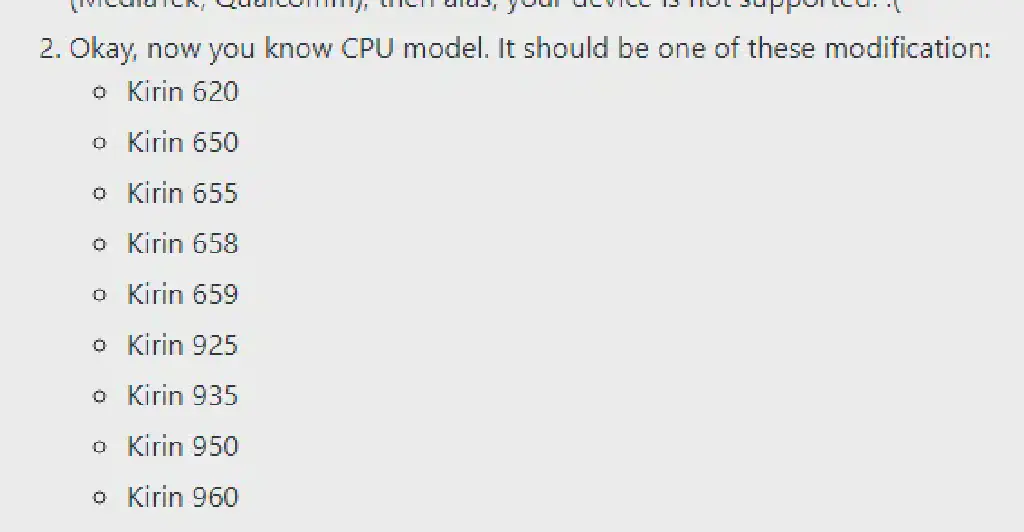 (MediaTek, Qualcomm), then alas, your device is not supported. :(
2. Okay, now you know CPU model. It should be one of these modification:
Kirin 620
Kirin 650
Kirin 655
Kirin 658
Kirin 659
Kirin 925
Kirin 935
Kirin 950
Kirin 960